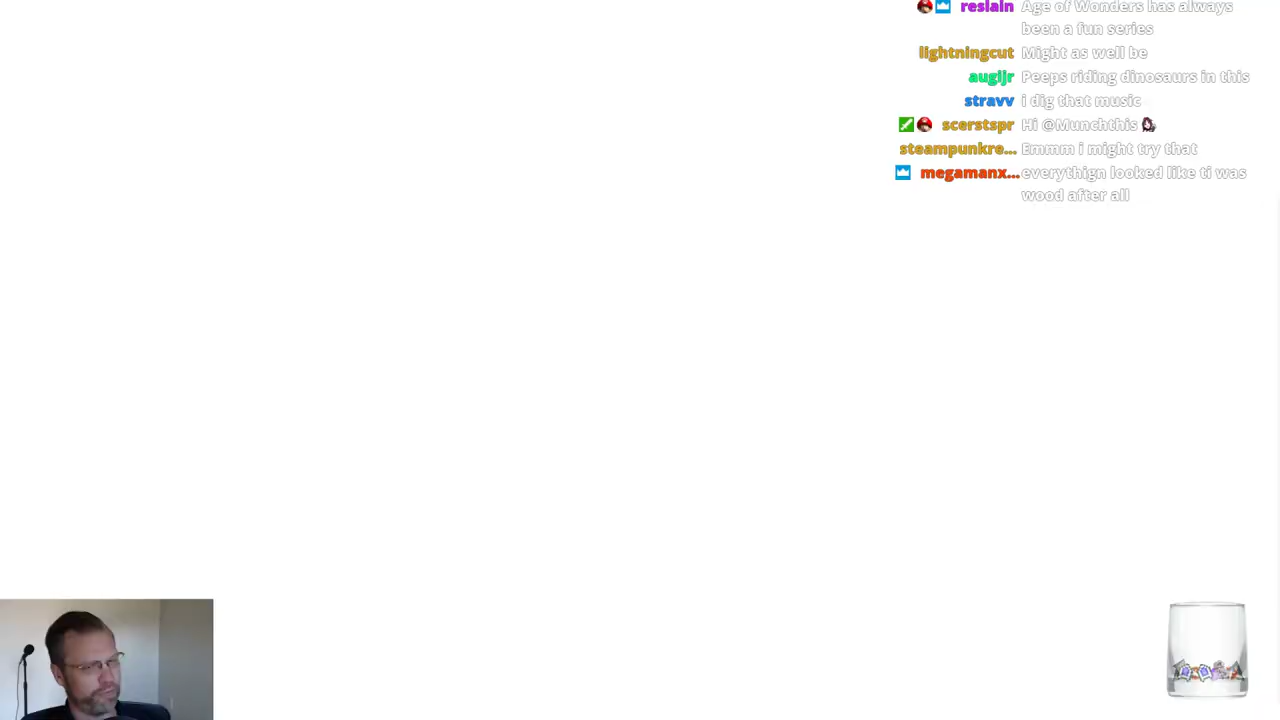 reslain Age of Wonders has always
been a fun series
lightningcut Might as well be
augijr Peeps riding dinosaurs in this
stravv i dig that music
scerstspr Hi @Munchthis
steampunkre... Emmm i might try that
megamanx... everythign looked like ti was
wood after all